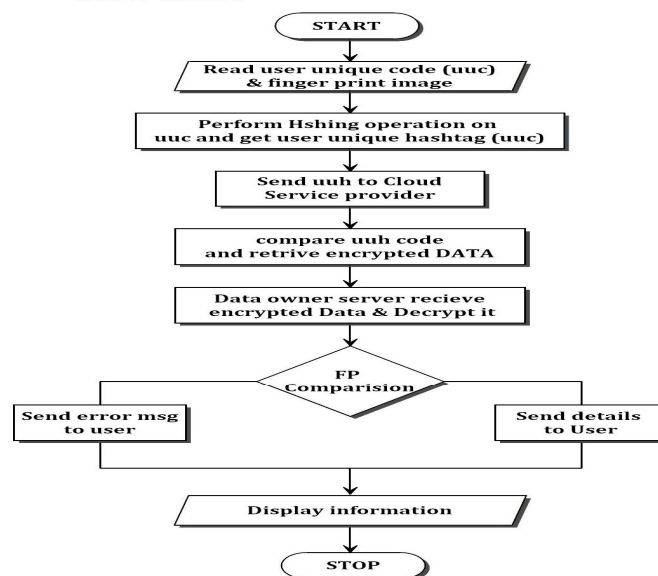 START
Read user unique code (uuc)
& finger print image
Perform Hshing operation on
uuc and get user unique hashtag (uuc)
Send uuh to Cloud
Service provider
compare uuh code
and retrive encrypted DATA
Data owner server recieve
encrypted Data & Decrypt it
FP
Comparision
Send error msg
to user
Send details
to User
Display information
STOP